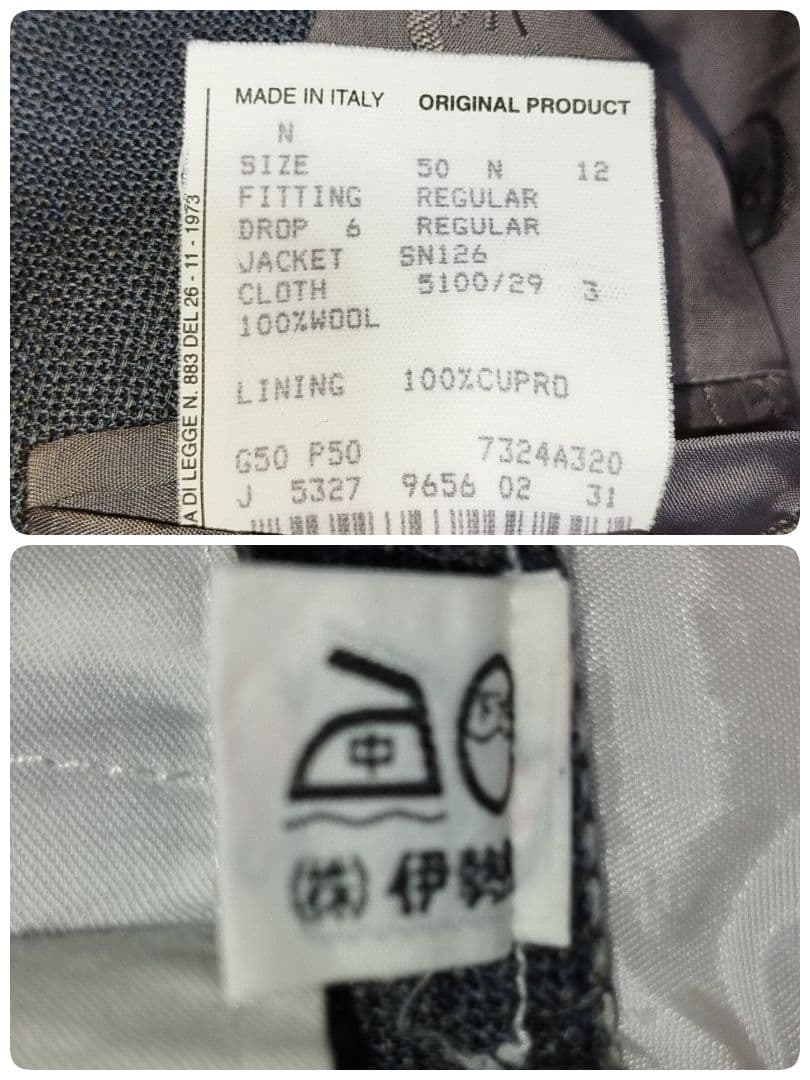 MADE IN ITALY ORIGINAL PRODUCT
N
SIZE 50 N 12
FITTING REGULAR
DROP 6 REGULAR
JACKET SN126
CLOTH 5100/29 3
100%WOOL
LINING 100%CUPRO
G50 P50 7324A320
J 5327 9656 02 31
A DI LEGGE N. 883 DEL 26 - 11 - 1973
中
(株) 伊勢